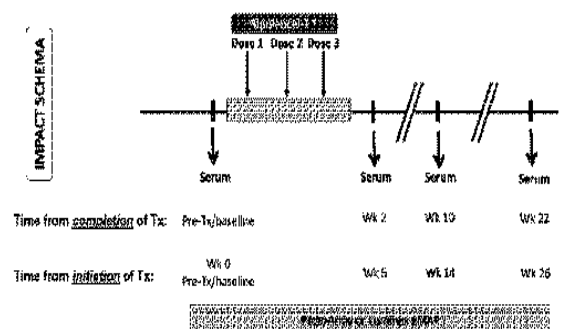 IMPACT SCHEMA
Dose 1 Dose 2 Dose 3
Serum Serum Serum Serum
Time from completion of Tx: Pre-Tx/baseline Wk 2 Wk 10 Wk 22
Wk 0
Time from initiation of Tx: Pre-Tx/baseline Wk 6 Wk 14 Wk 26